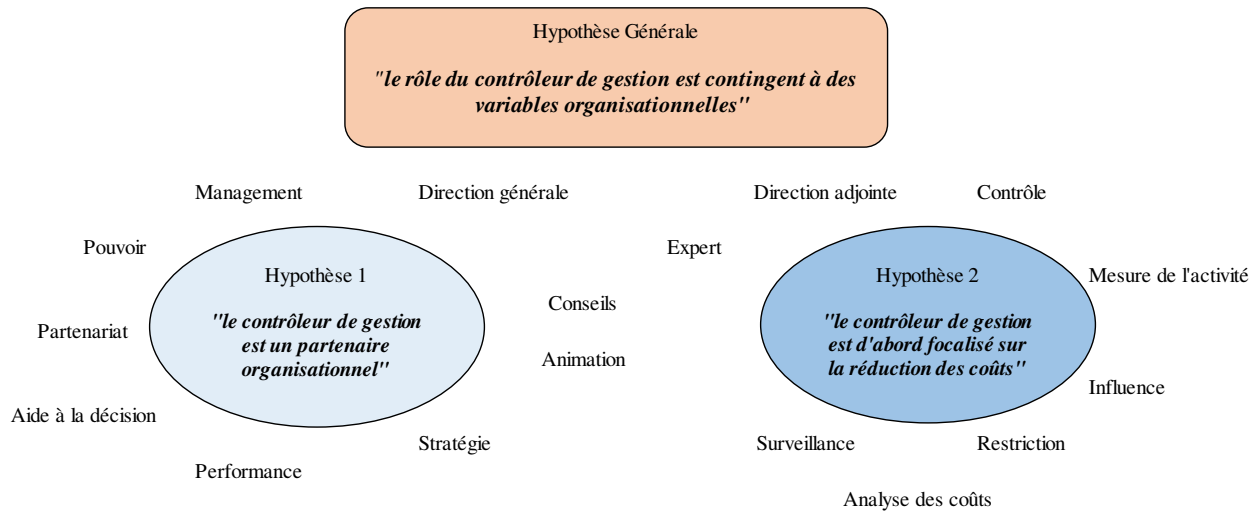 Hypothèse Générale
"le rôle du contrôleur de gestion est contingent à des
variables organisationnelles"
Management
Direction générale
Direction adjointe
Contrôle
Pouvoir
Expert
Hypothèse 1
Hypothèse 2
Mesure de l'activité
Conseils
"le contrôleur de gestion
est un partenaire
organisationnel"
"le contrôleur de gestion
est d'abord focalisé sur
la réduction des coûts"
Partenariat
Animation
Influence
Aide à la décision
Stratégie
Surveillance
Restriction
Performance
Analyse des coûts